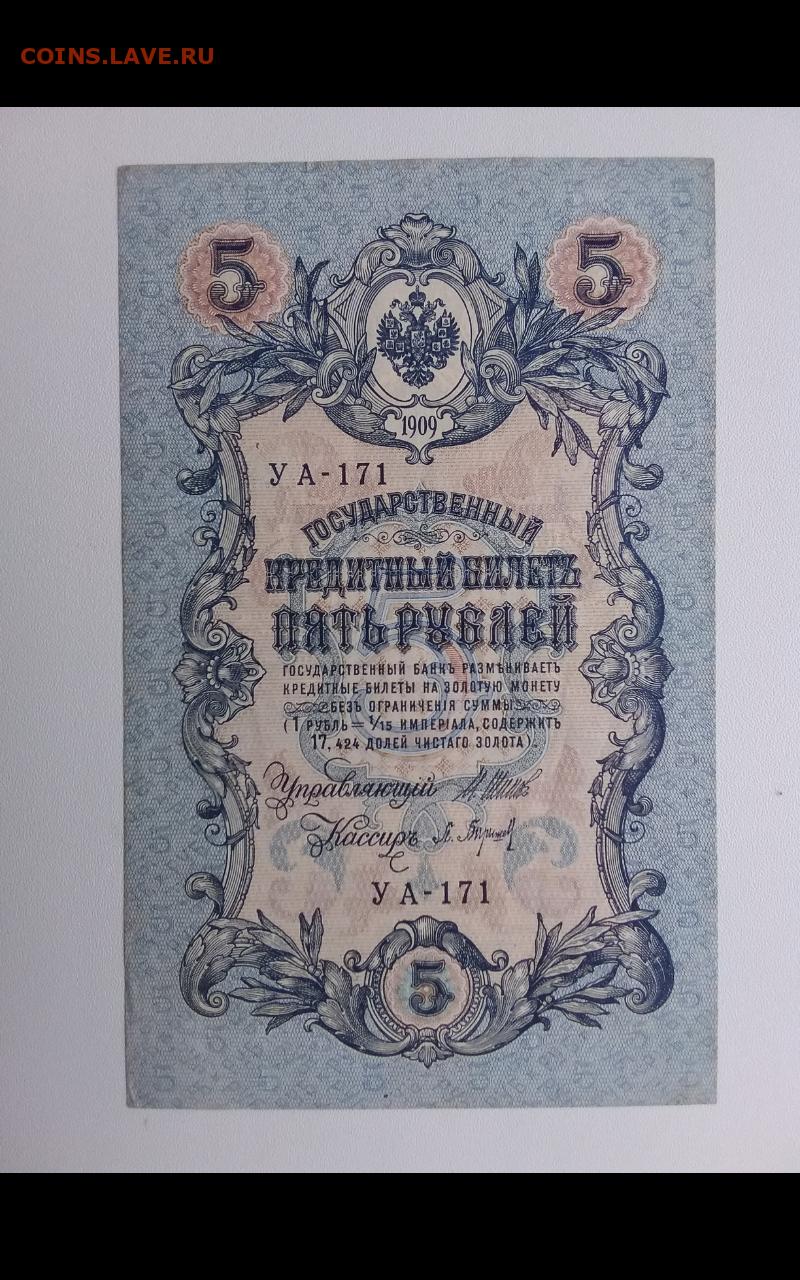 COINS.LAVE.RU
5 5
1909
УА-171
ГОСУДАРСТВЕННЫЙ
КРЕДИТНЫЙ БИЛЕТЪ
ПЯТЬ РУБЛЕЙ
ГОСУДАРСТВЕННЫЙ БАНКЪ РАЗМѢНИВАЕТЪ
КРЕДИТНЫЕ БИЛЕТЫ НА ЗОЛОТУЮ МОНЕТУ
БЕЗЪ ОГРАНИЧЕНІЯ СУММЫ
(1 РУБЛЬ = 1/15 ИМПЕРІАЛА, СОДЕРЖИТЪ
17,424 ДОЛЕЙ ЧИСТАГО ЗОЛОТА).
Управляющій
Кассиръ
УА-171
5